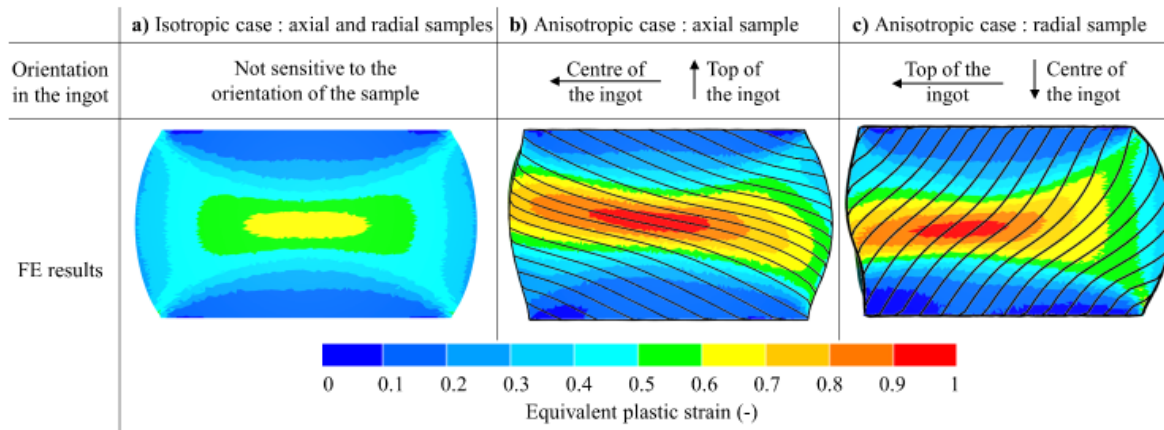 a) Isotropic case : axial and radial samples
b) Anisotropic case : axial sample
c) Anisotropic case : radial sample
Orientation
in the ingot
Not sensitive to the
orientation of the sample
Centre of
the ingot
Top of
the ingot
Top of the
ingot
Centre of
the ingot
FE results
0 0.1 0.2 0.3 0.4 0.5 0.6 0.7 0.8 0.9 1
Equivalent plastic strain (-)